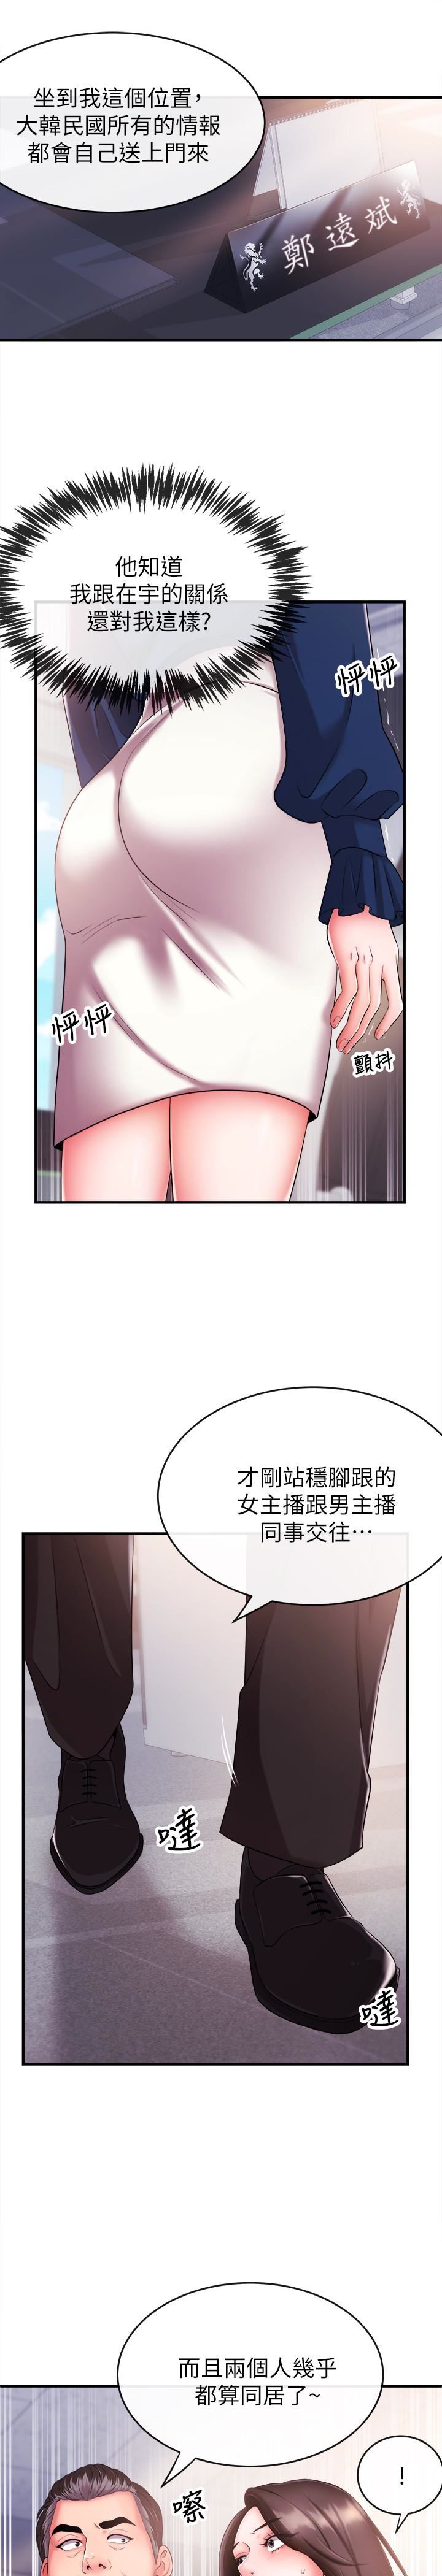 坐到我這個位置,
大韓民國所有的情報
都會自己送上門來
鄭遠斌
他知道
我跟在宇的關係
還對我這樣?
怦怦
怦怦
顫抖
才剛站穩腳跟的
女主播跟男主播
同事交往…
噠
噠
而且兩個人幾乎
都算同居了~
!
嚓